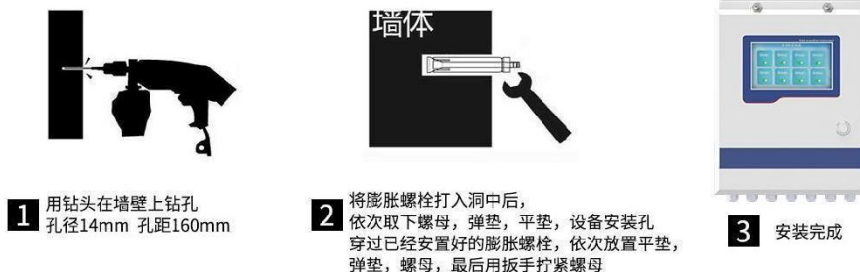 墙体
1 用钻头在墙壁上钻孔
孔径14mm 孔距160mm
2 将膨胀螺栓打入洞中后，
依次取下螺母，弹垫，平垫，设备安装孔
穿过已经安置好的膨胀螺栓，依次放置平垫，
弹垫，螺母，最后用扳手拧紧螺母
3 安装完成